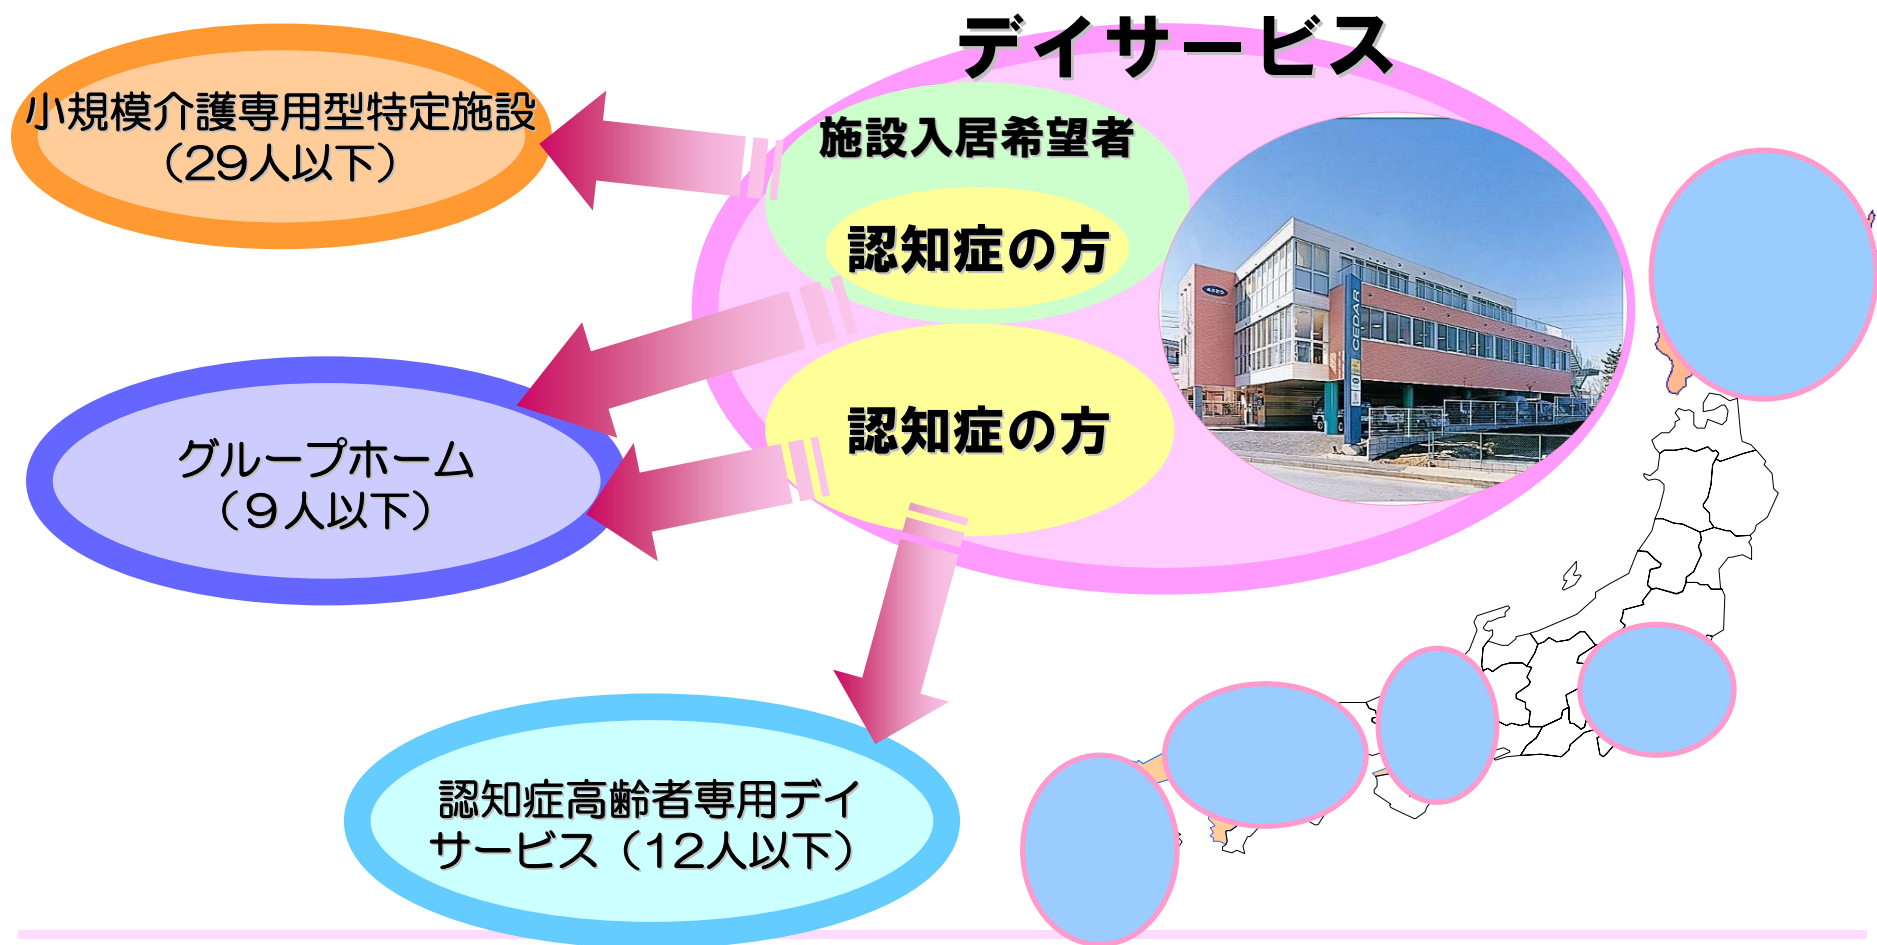 デイサービス
小規模介護専用型特定施設
（29人以下）
施設入居希望者
認知症の方
CEDAR
認知症の方
グループホーム
（９人以下）
認知症高齢者専用デイ
サービス（12人以下）